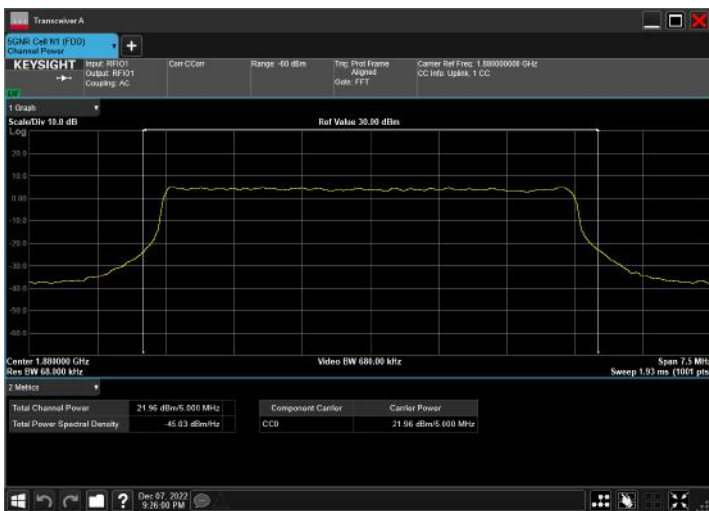 Transceiver A
5GNR Cell N1 (FDD)
Channel Power
KEYSIGHT
Input: RFIO1
Output: RFIO1
Coupling: AC
Corr CCorr
Range -60 dBm
Trig: Prot Frame
Aligned
Gate: FFT
Carrier Ref Freq: 1.880000000 GHz
CC Info: Uplink, 1 CC
1 Graph
Scale/Div 10.0 dB
Ref Value 30.00 dBm
Log
20.0
10.0
0.00
-10.0
-20.0
-30.0
-40.0
-50.0
-60.0
Center 1.880000 GHz
Video BW 680.00 kHz
Span 7.5 MHz
Res BW 68.000 kHz
Sweep 1.93 ms (1001 pts
2 Metrics
Total Channel Power 21.96 dBm/5.000 MHz
Total Power Spectral Density -45.03 dBm/Hz
Component Carrier Carrier Power
CC0 21.96 dBm/5.000 MHz
Dec 07, 2022
9:26:00 PM